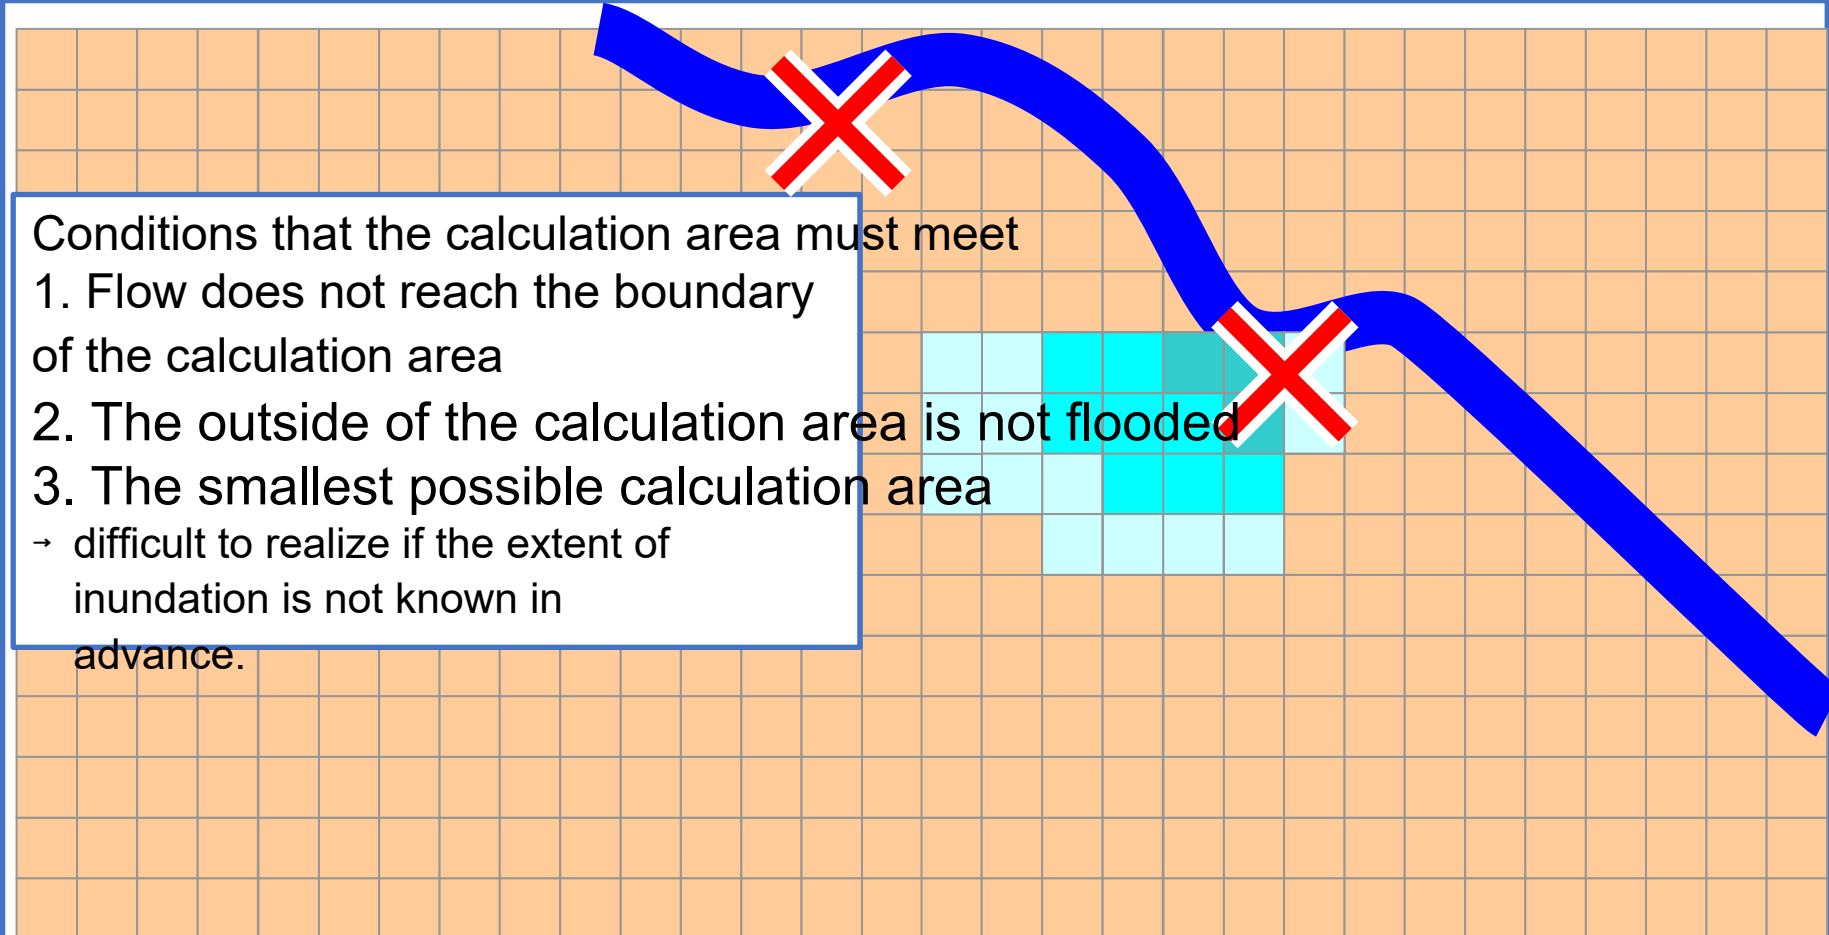 Conditions that the calculation area must meet
1. Flow does not reach the boundary
of the calculation area
2. The outside of the calculation area is not flooded
3. The smallest possible calculation area
→ difficult to realize if the extent of
inundation is not known in
advance.